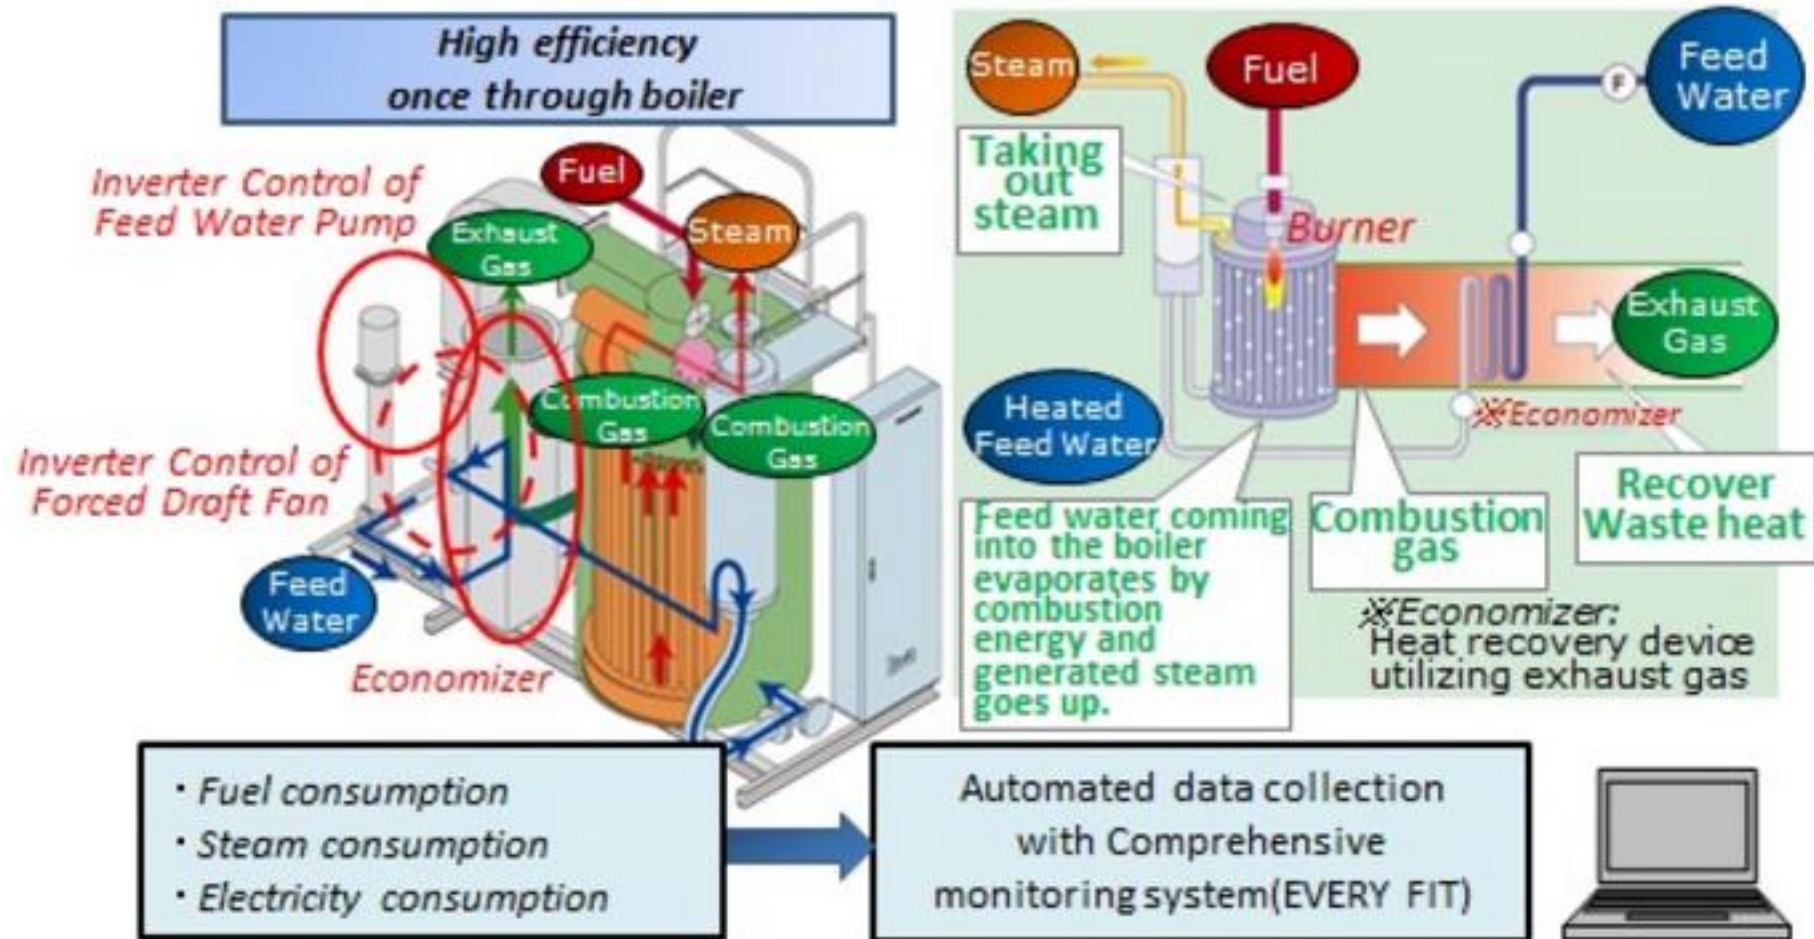 High efficiency
once through boiler
Inverter Control of
Feed Water Pump
Fuel
Exhaust
Gas
Steam
Combustion
Gas
Combustion
Gas
Inverter Control of
Forced Draft Fan
Feed
Water
Economizer
Steam
Fuel
Feed
Water
F
Taking
out
steam
Burner
Exhaust
Gas
Heated
Feed Water
※Economizer
Feed water coming
into the boiler
evaporates by
combustion
energy and
generated steam
goes up.
Combustion
gas
Recover
Waste heat
※Economizer:
Heat recovery device
utilizing exhaust gas
・Fuel consumption
・Steam consumption
・Electricity consumption
Automated data collection
with Comprehensive
monitoring system(EVERY FIT)